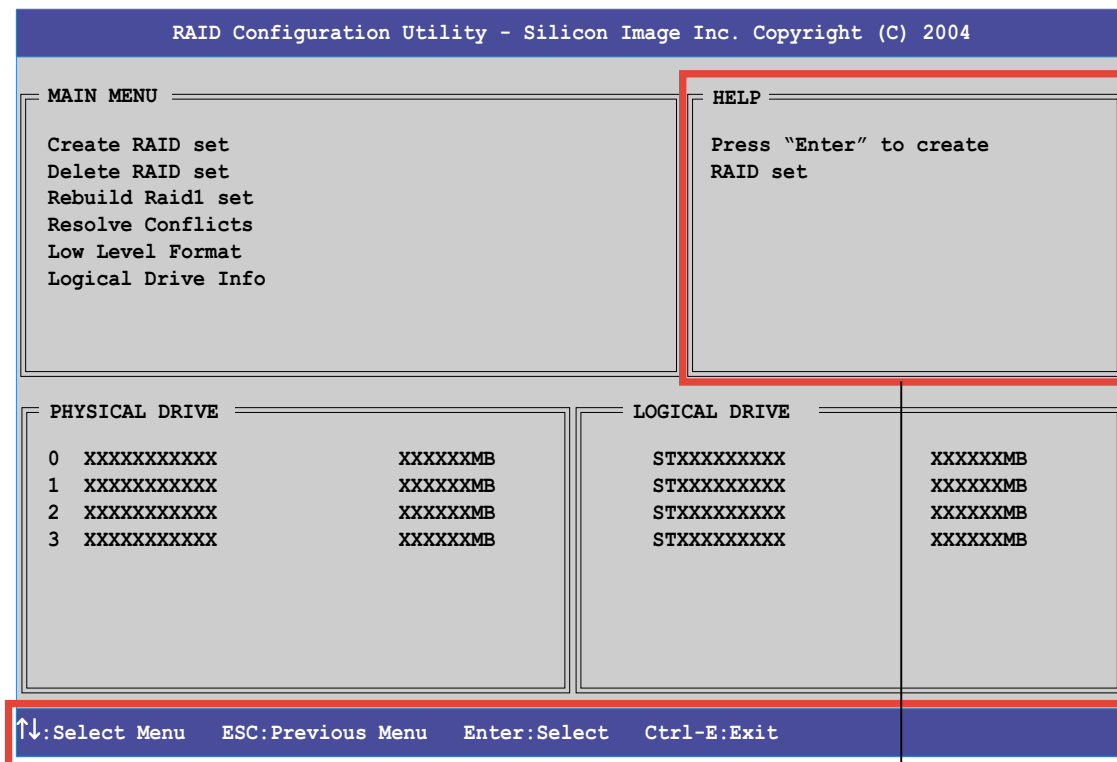 RAID Configuration Utility - Silicon Image Inc. Copyright (C) 2004
MAIN MENU
Create RAID set
Delete RAID set
Rebuild Raid1 set
Resolve Conflicts
Low Level Format
Logical Drive Info
HELP
Press “Enter” to create
RAID set
PHYSICAL DRIVE
0 XXXXXXXXXXX XXXXXXMB
1 XXXXXXXXXXX XXXXXXMB
2 XXXXXXXXXXX XXXXXXMB
3 XXXXXXXXXXX XXXXXXMB
LOGICAL DRIVE
STXXXXXXXXX XXXXXXMB
STXXXXXXXXX XXXXXXMB
STXXXXXXXXX XXXXXXMB
STXXXXXXXXX XXXXXXMB
↑↓:Select Menu ESC:Previous Menu Enter:Select Ctrl-E:Exit